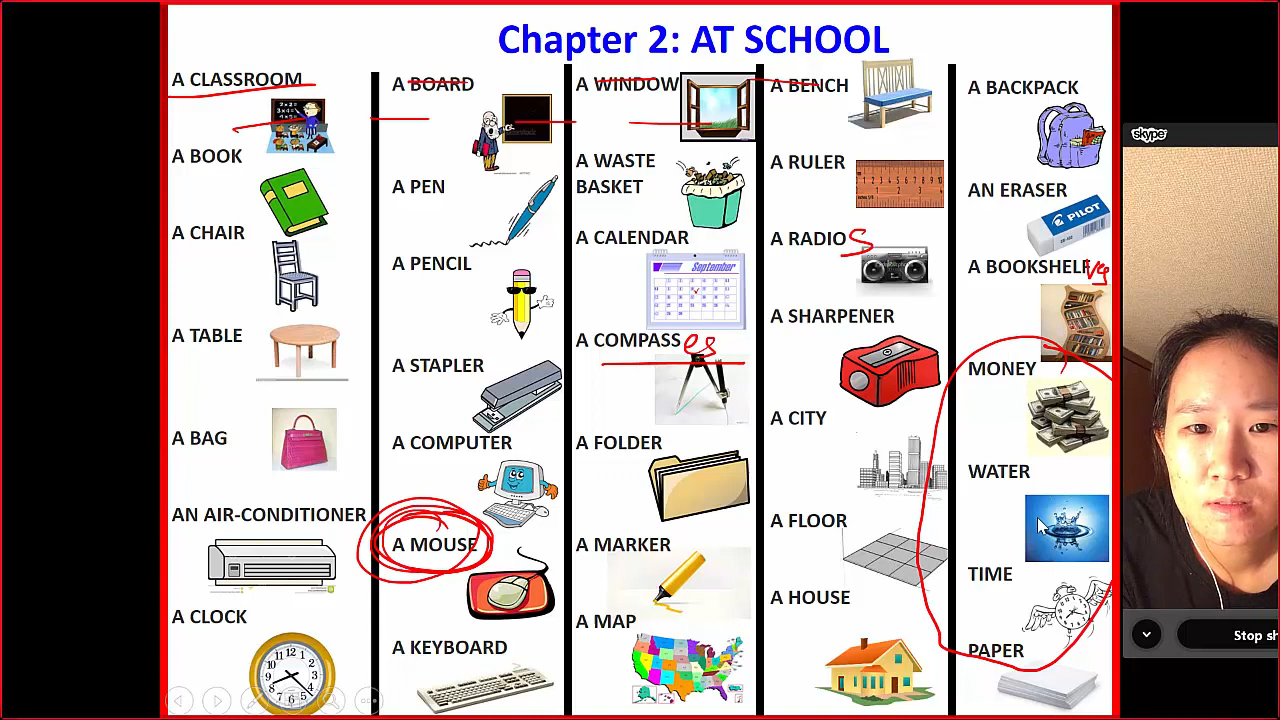 Chapter 2: AT SCHOOL
A CLASSROOM
A BOOK
A CHAIR
A TABLE
A BAG
AN AIR-CONDITIONER
A CLOCK
A BOARD
A PEN
A PENCIL
A STAPLER
A COMPUTER
A MOUSE
A KEYBOARD
A WINDOW
A WASTE
BASKET
A CALENDAR
September
A COMPASS es
A FOLDER
A MARKER
A MAP
A BENCH
A RULER
A RADIO S
A SHARPENER
A CITY
A FLOOR
A HOUSE
A BACKPACK
AN ERASER
PILOT
A BOOKSHELF ves
MONEY
WATER
TIME
PAPER
skype
Stop sh